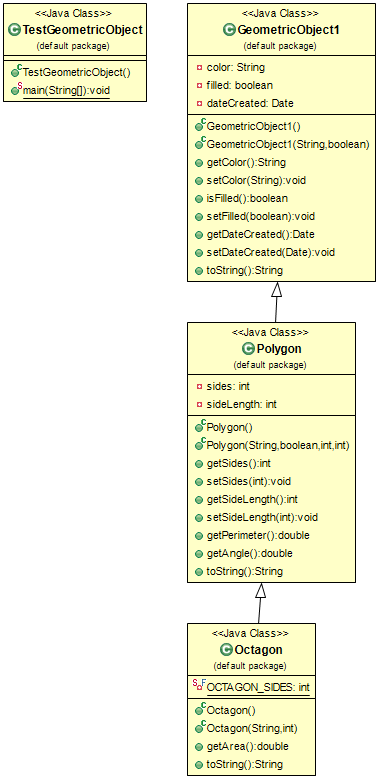 <<Java Class>>
TestGeometricObject
(default package)
TestGeometricObject()
main(String[]):void
<<Java Class>>
GeometricObject1
(default package)
color: String
filled: boolean
dateCreated: Date
GeometricObject1()
GeometricObject1(String,boolean)
getColor():String
setColor(String):void
isFilled():boolean
setFilled(boolean):void
getDateCreated():Date
setDateCreated(Date):void
toString():String
<<Java Class>>
Polygon
(default package)
sides: int
sideLength: int
Polygon()
Polygon(String,boolean,int,int)
getSides():int
setSides(int):void
getSideLength():int
setSideLength(int):void
getPerimeter():double
getAngle():double
toString():String
<<Java Class>>
Octagon
(default package)
OCTAGON_SIDES: int
Octagon()
Octagon(String,int)
getArea():double
toString():String